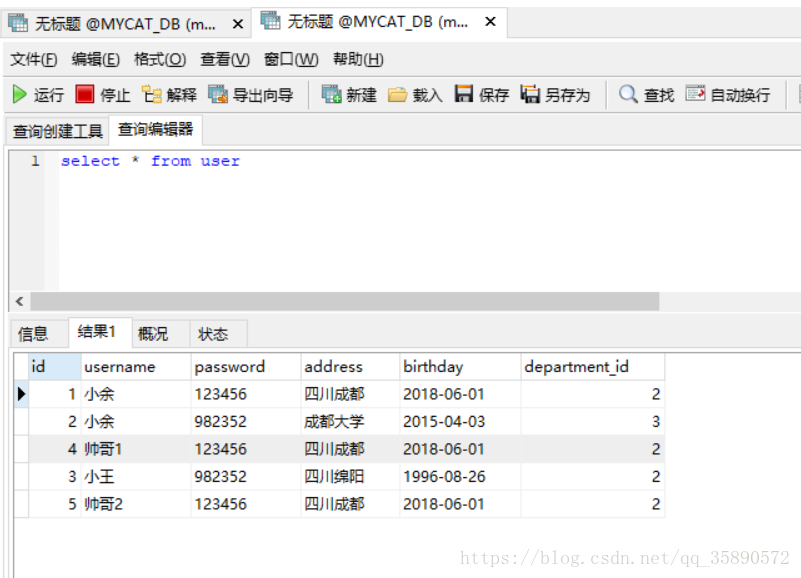 无标题 @MYCAT_DB (m... 无标题 @MYCAT_DB (m...
文件(F) 编辑(E) 格式(O) 查看(V) 窗口(W) 帮助(H)
运行 停止 解释 导出向导 新建 载入 保存 另存为 查找 自动换行
查询创建工具 查询编辑器
1 select * from user
信息 结果1 概况 状态
id username password address birthday department_id
1 小余 123456 四川成都 2018-06-01 2
2 小余 982352 成都大学 2015-04-03 3
4 帅哥1 123456 四川成都 2018-06-01 2
3 小王 982352 四川绵阳 1996-08-26 2
5 帅哥2 123456 四川成都 2018-06-01 2
https://blog.csdn.net/qq_35890572